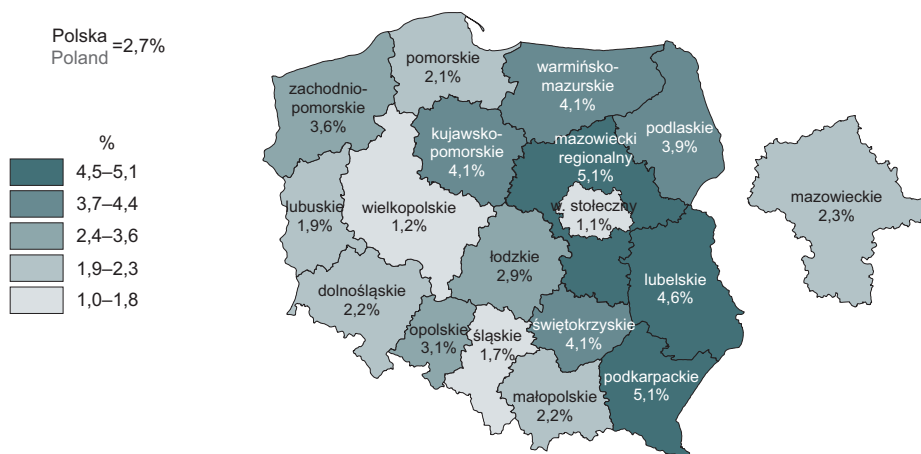 Polska
Poland
=2,7%
%
4,5–5,1
3,7–4,4
2,4–3,6
1,9–2,3
1,0–1,8
zachodnio-
pomorskie
3,6%
pomorskie
2,1%
warmińsko-
mazurskie
4,1%
podlaskie
3,9%
kujawsko-
pomorskie
4,1%
mazowiecki
regionalny
5,1%
w. stołeczny
1,1%
lubuskie
1,9%
wielkopolskie
1,2%
łodzkie
2,9%
lubelskie
4,6%
dolnośląskie
2,2%
opolskie
3,1%
śląskie
1,7%
świętokrzyskie
4,1%
małopolskie
2,2%
podkarpackie
5,1%
mazowieckie
2,3%